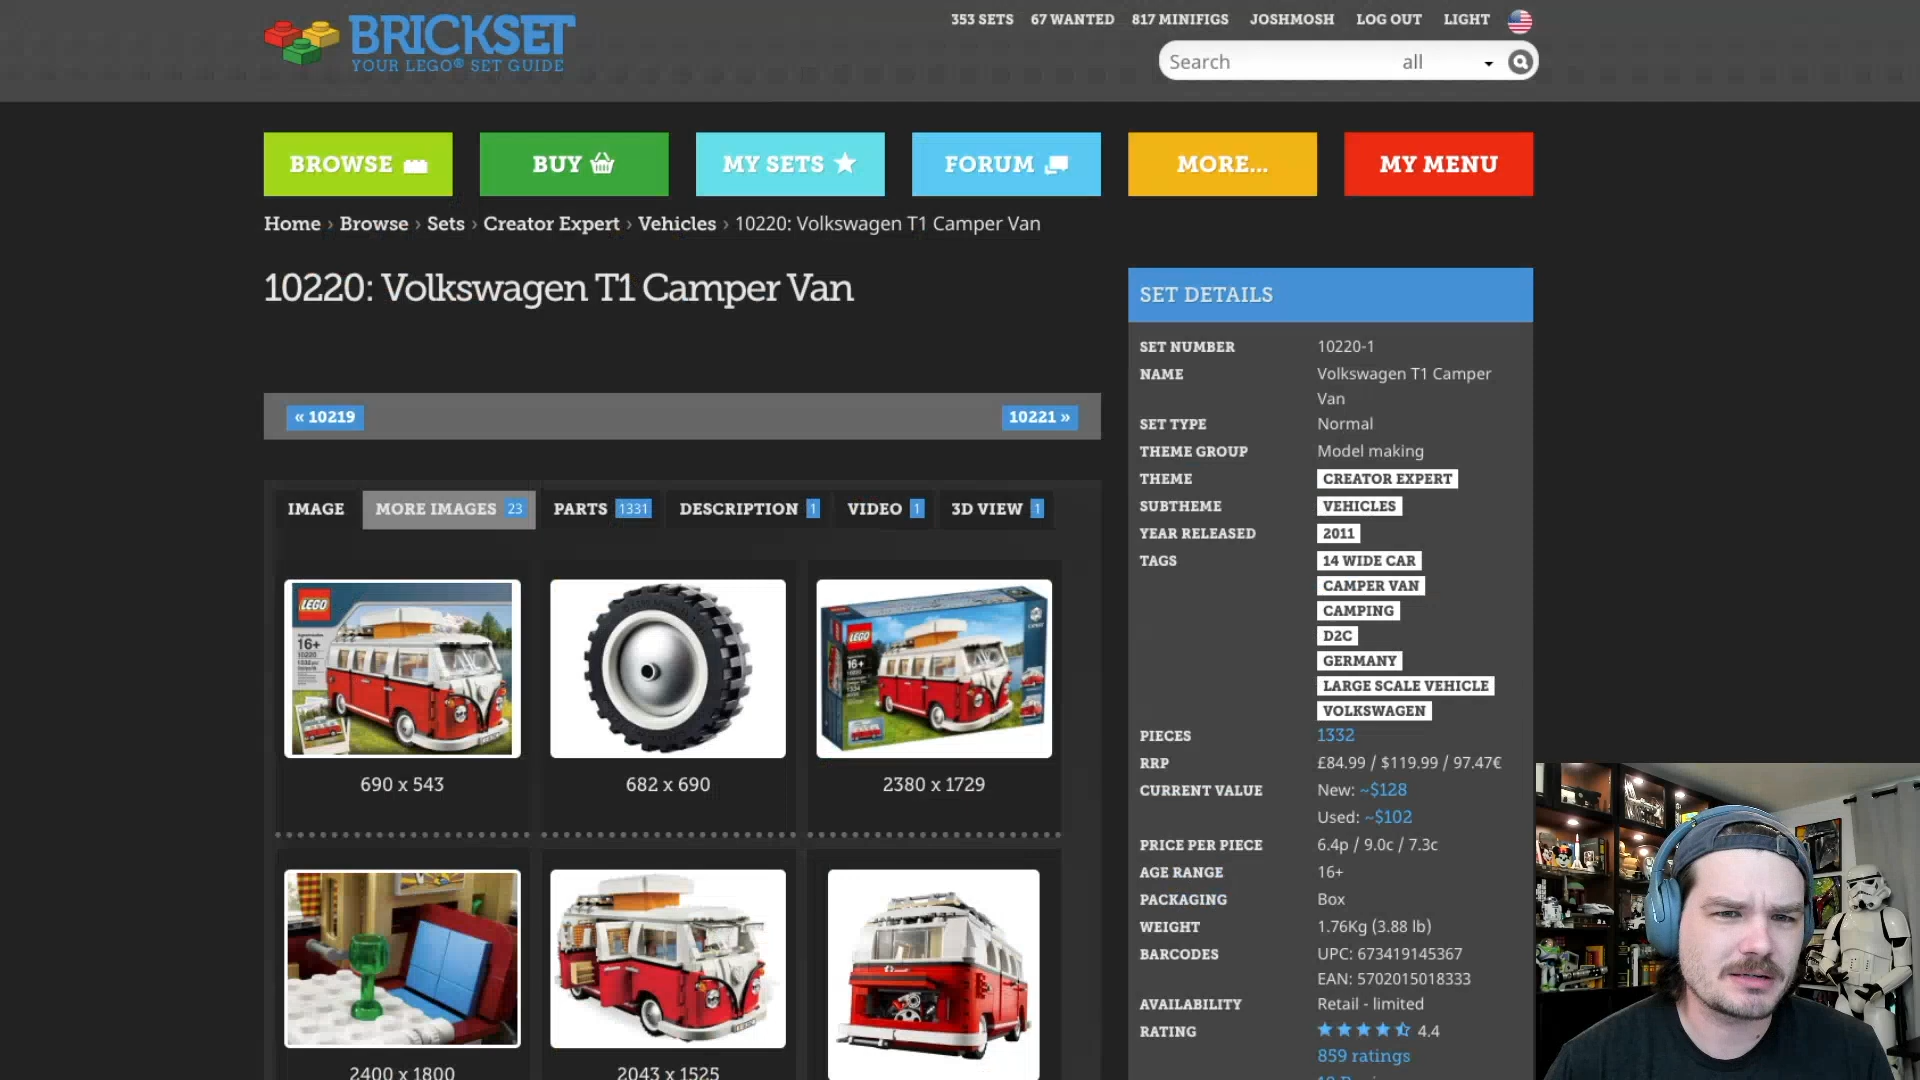 BRICKSET
YOUR LEGO® SET GUIDE
353 SETS 67 WANTED 817 MINIFIGS JOSHMOSH LOG OUT LIGHT
Search all
BROWSE
BUY
MY SETS
FORUM
MORE...
MY MENU
Home › Browse › Sets › Creator Expert › Vehicles › 10220: Volkswagen T1 Camper Van
10220: Volkswagen T1 Camper Van
« 10219
10221 »
IMAGE
MORE IMAGES 23
PARTS 1331
DESCRIPTION 1
VIDEO 1
3D VIEW 1
LEGO
16+
10220
LEGO
16+
690 x 543
682 x 690
2380 x 1729
2400 x 1800
2043 x 1525
SET DETAILS
SET NUMBER 10220-1
NAME Volkswagen T1 Camper
Van
SET TYPE Normal
THEME GROUP Model making
THEME CREATOR EXPERT
SUBTHEME VEHICLES
YEAR RELEASED 2011
TAGS 14 WIDE CAR
CAMPER VAN
CAMPING
D2C
GERMANY
LARGE SCALE VEHICLE
VOLKSWAGEN
PIECES 1332
RRP £84.99 / $119.99 / 97.47€
CURRENT VALUE New: ~$128
Used: ~$102
PRICE PER PIECE 6.4p / 9.0c / 7.3c
AGE RANGE 16+
PACKAGING Box
WEIGHT 1.76Kg (3.88 lb)
BARCODES UPC: 673419145367
EAN: 5702015018333
AVAILABILITY Retail - limited
RATING 4.4
859 ratings